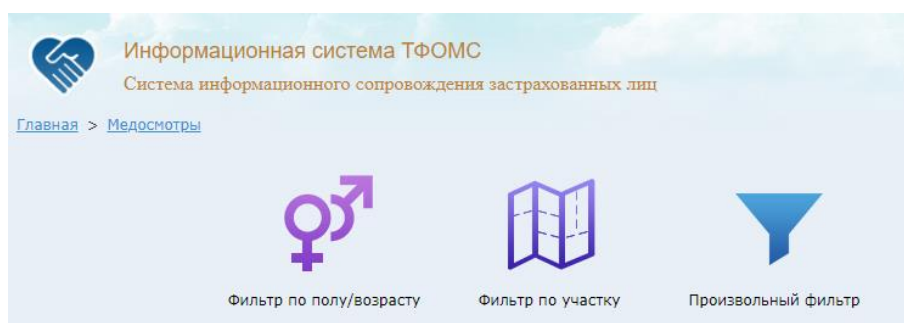 Информационная система ТФОМС
Система информационного сопровождения застрахованных лиц
Главная > Медосмотры
Фильтр по полу/возрасту Фильтр по участку Произвольный фильтр